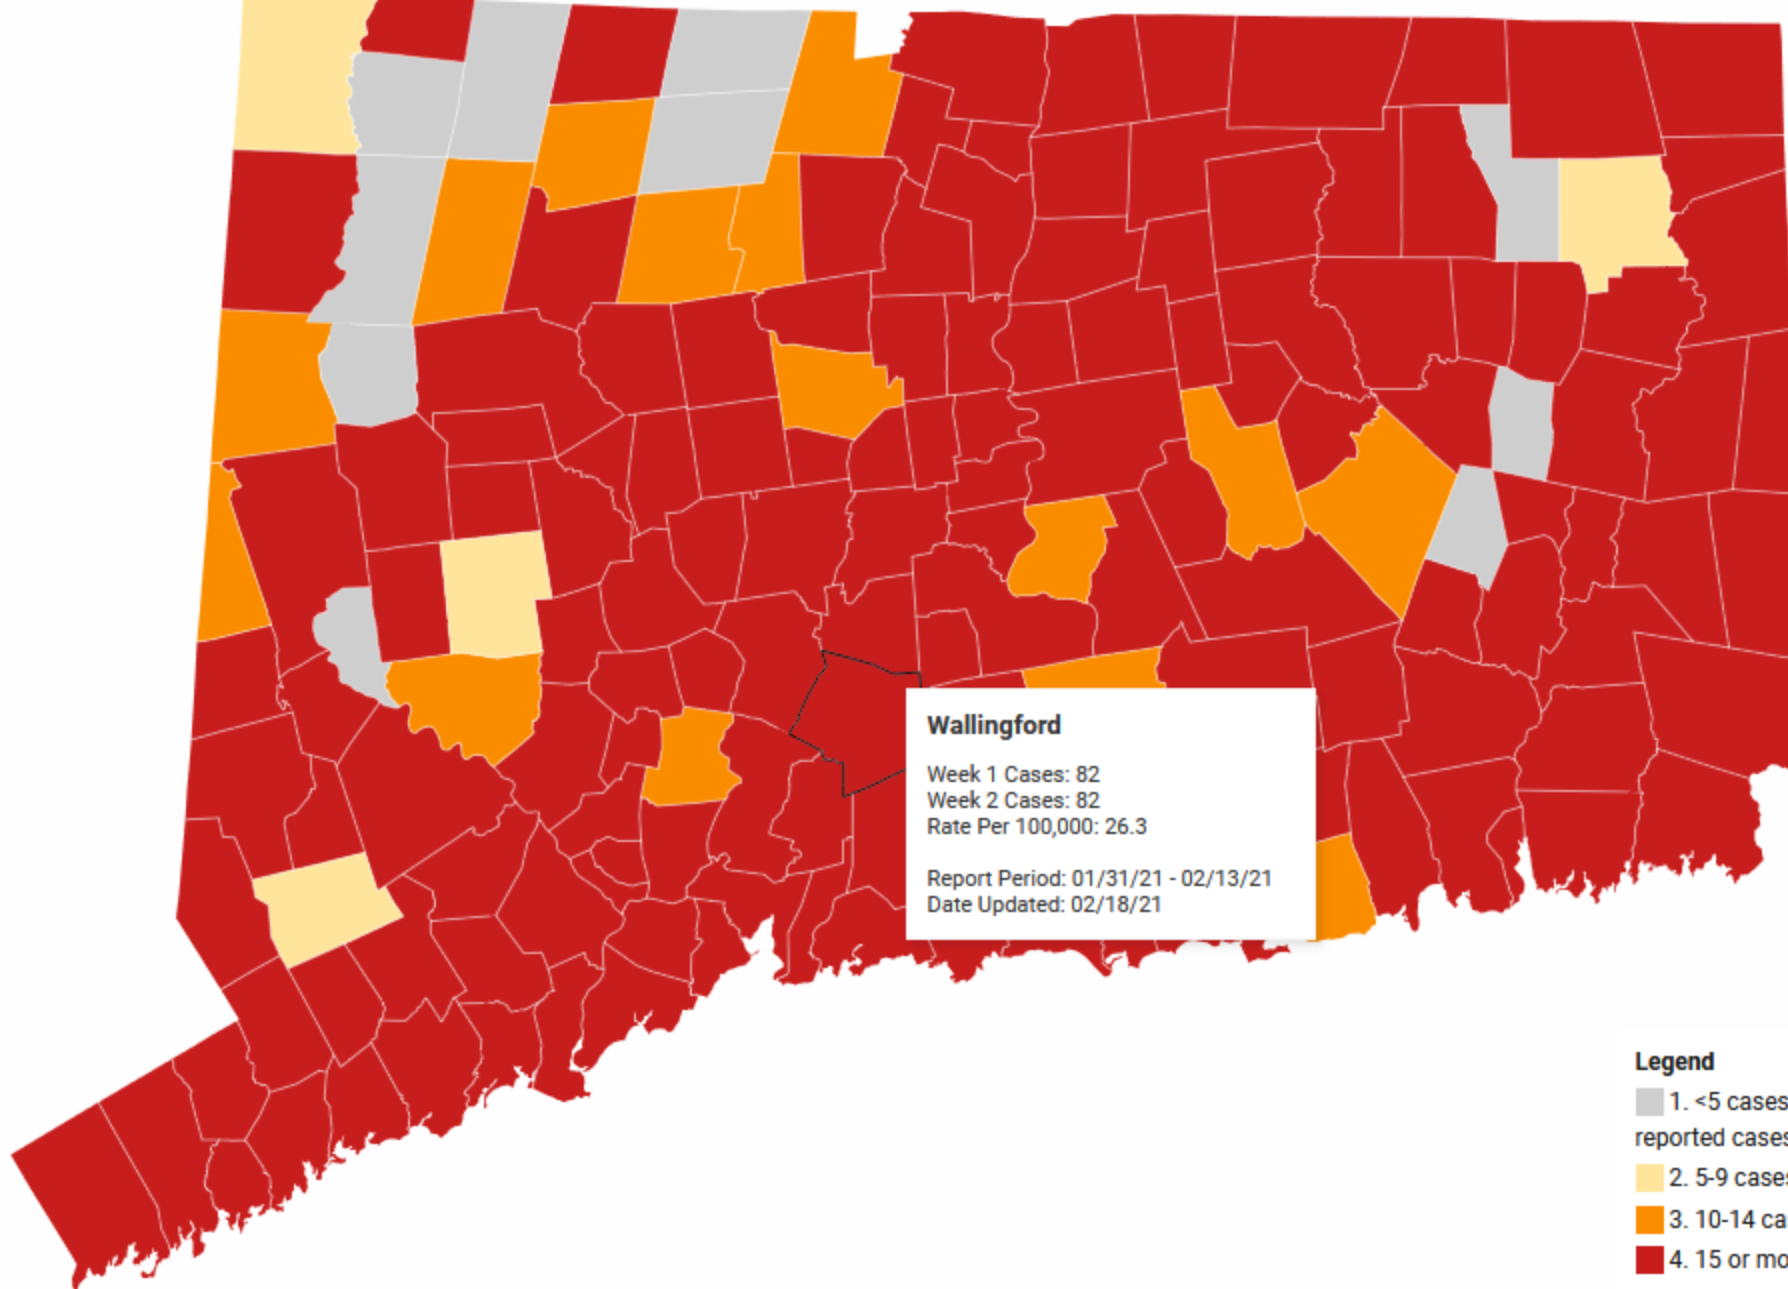 Wallingford
Week 1 Cases: 82
Week 2 Cases: 82
Rate Per 100,000: 26.3
Report Period: 01/31/21 - 02/13/21
Date Updated: 02/18/21
Legend
1. <5 cases
reported cases
2. 5-9 cases
3. 10-14
4. 15 or